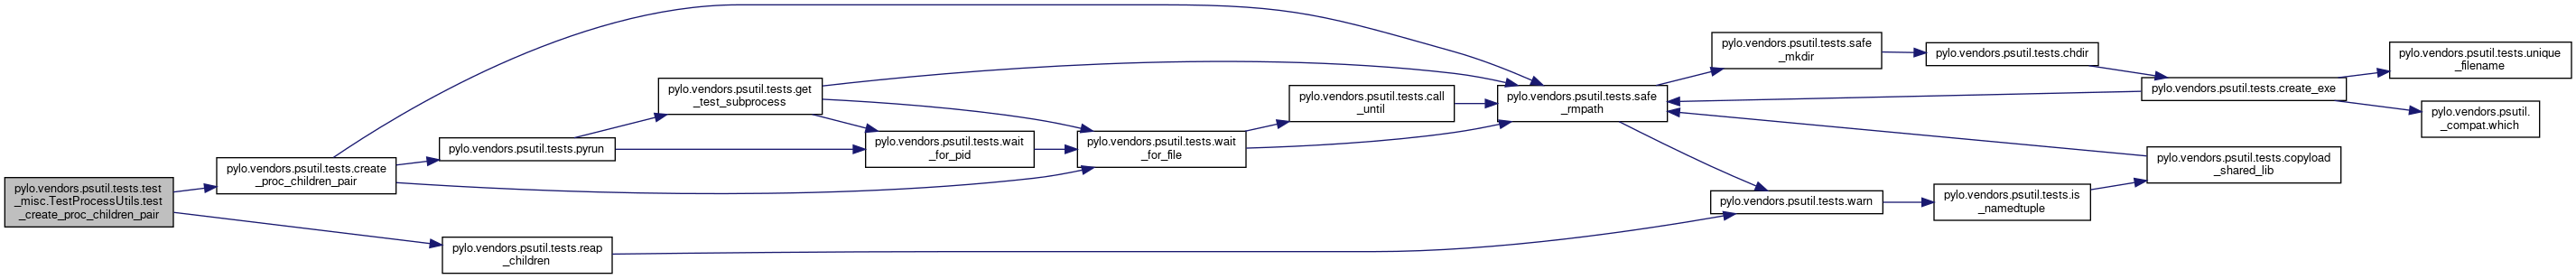 pylo.vendors.psutil.tests.test
_misc.TestProcessUtils.test
_create_proc_children_pair
pylo.vendors.psutil.tests.create
_proc_children_pair
pylo.vendors.psutil.tests.pyrun
pylo.vendors.psutil.tests.reap
_children
pylo.vendors.psutil.tests.get
_test_subprocess
pylo.vendors.psutil.tests.wait
_for_pid
pylo.vendors.psutil.tests.wait
_for_file
pylo.vendors.psutil.tests.call
_until
pylo.vendors.psutil.tests.safe
_rmpath
pylo.vendors.psutil.tests.safe
_mkdir
pylo.vendors.psutil.tests.warn
pylo.vendors.psutil.tests.chdir
pylo.vendors.psutil.tests.is
_namedtuple
pylo.vendors.psutil.tests.create_exe
pylo.vendors.psutil.tests.copyload
_shared_lib
pylo.vendors.psutil.tests.unique
_filename
pylo.vendors.psutil.
_compat.which